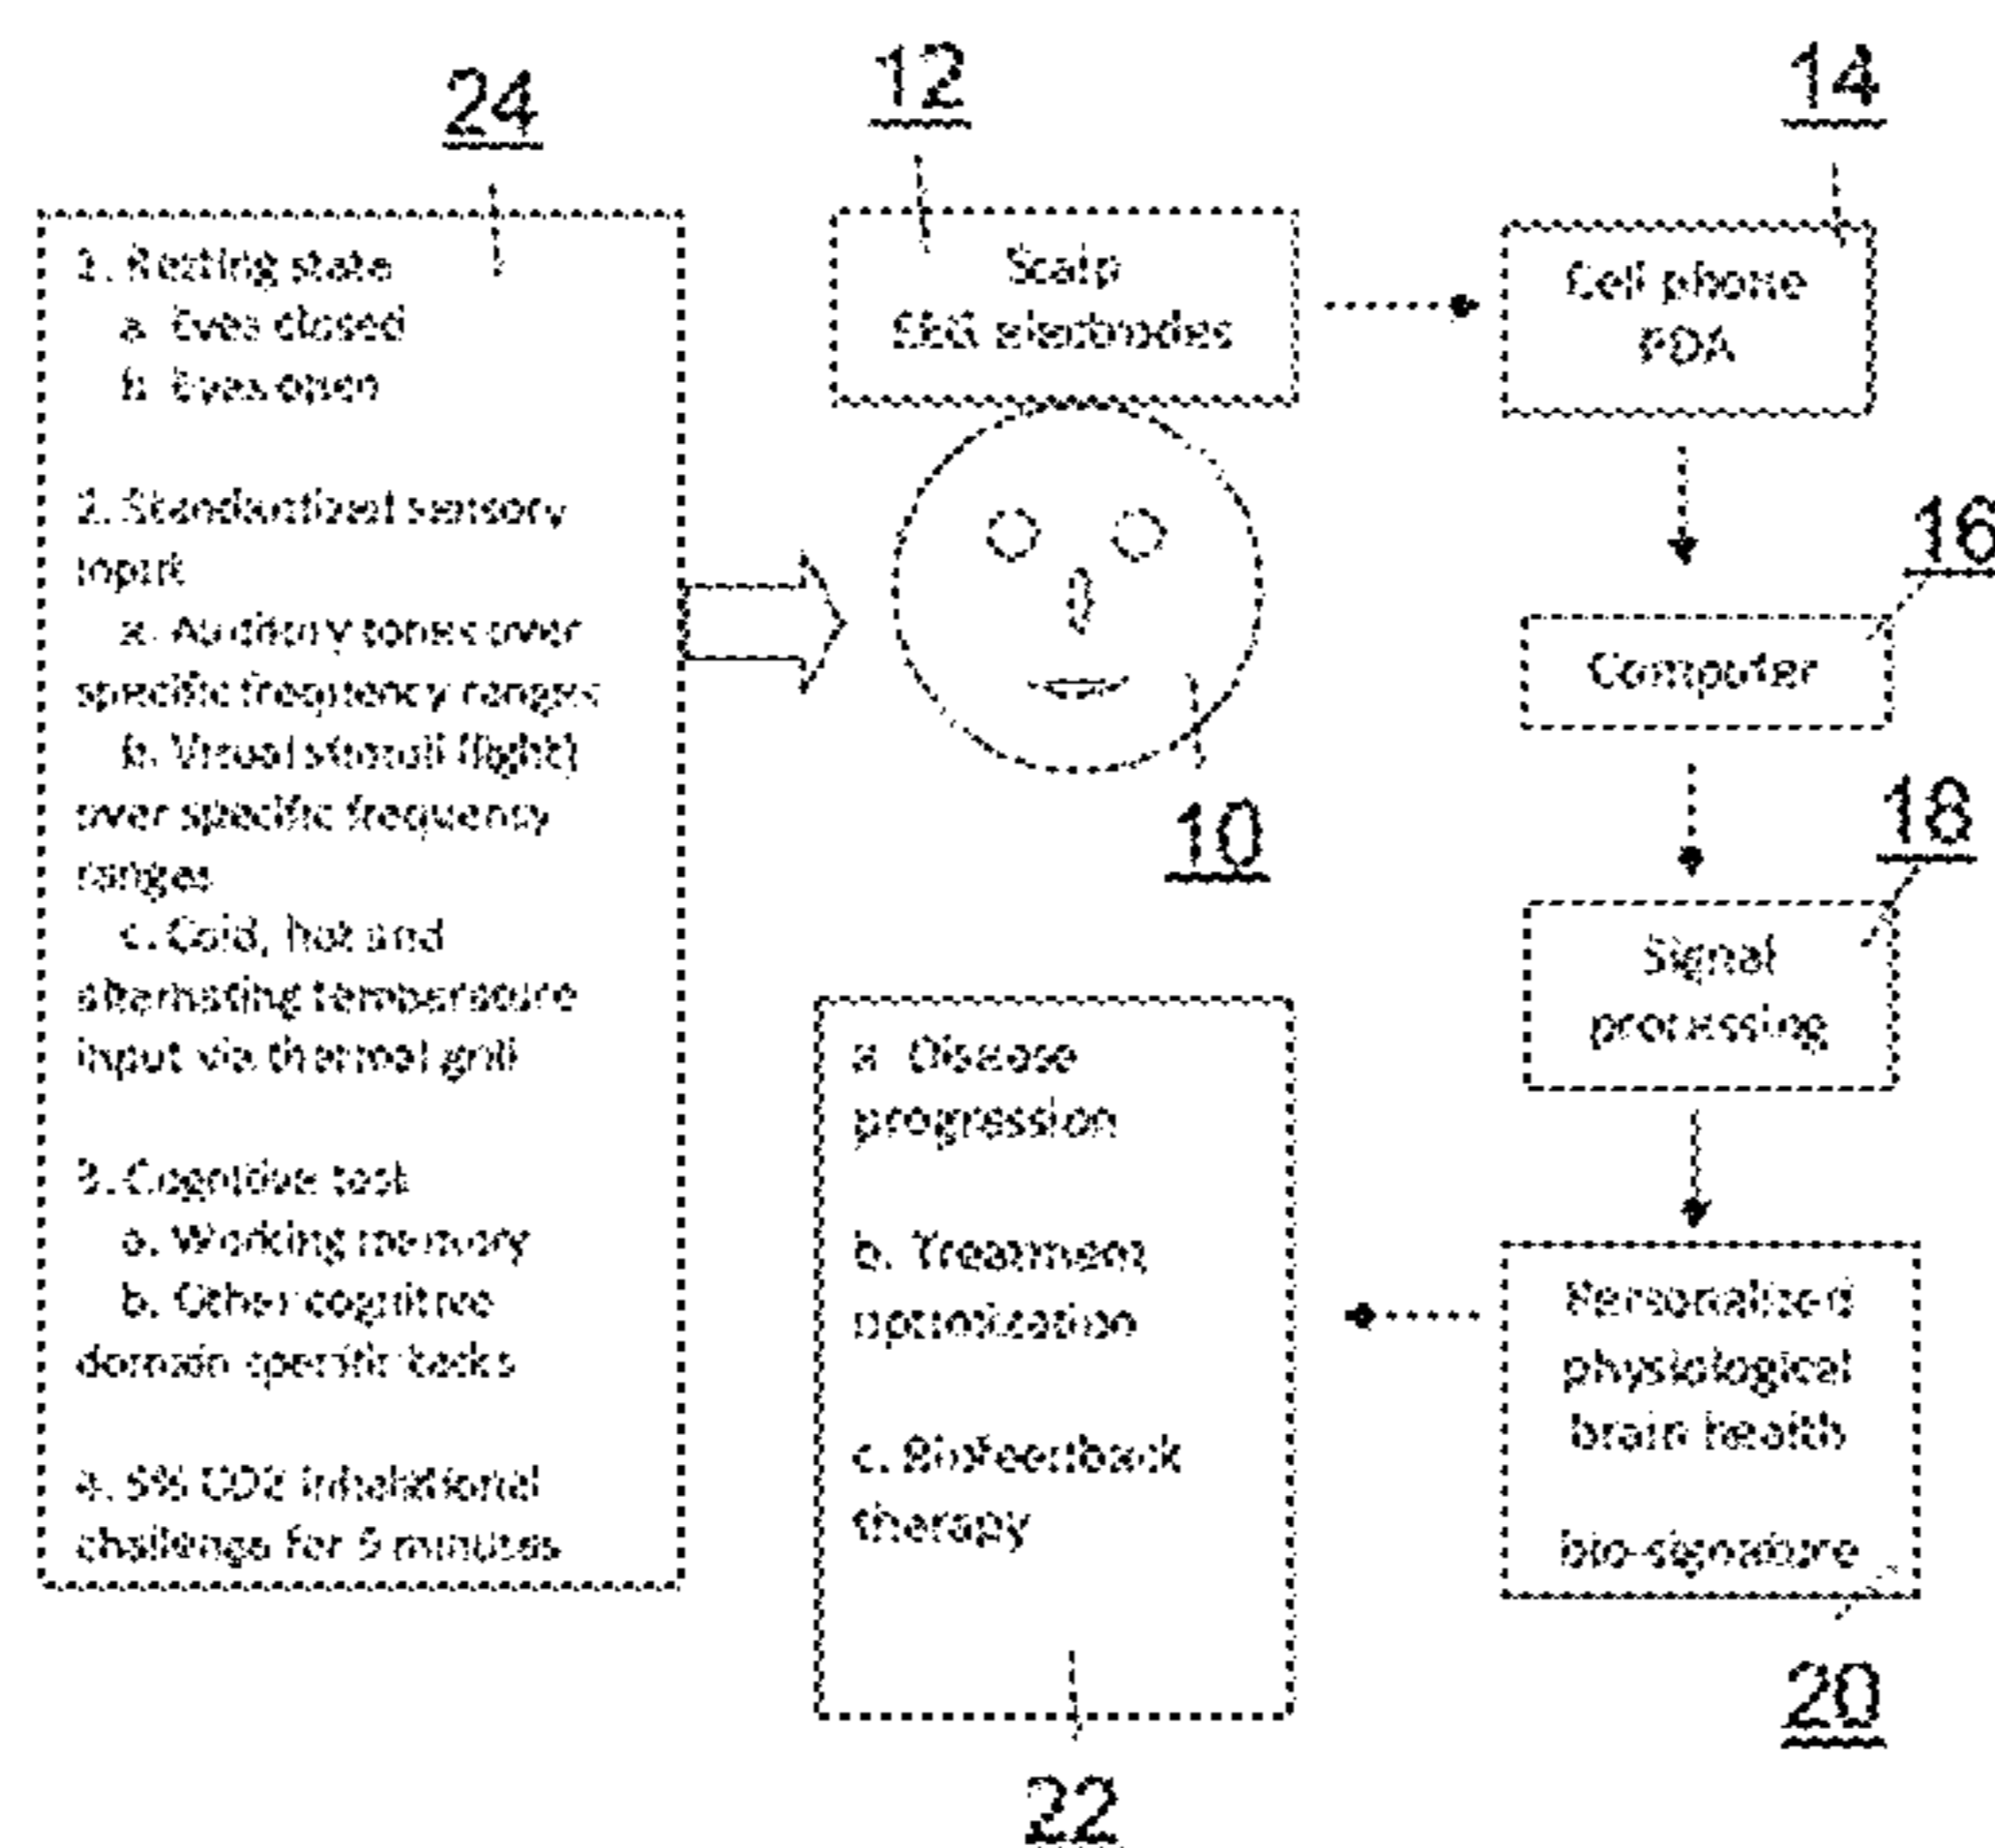 24
1. Resting state
a. Eyes closed
b. Eyes open
2. Standardized sensory
input
a. Auditory tones over
specific frequency ranges
b. Visual stimuli (light)
over specific frequency
ranges
c. Cold, hot and
alternating temperature
input via thermal grill
3. Cognitive task
a. Working memory
b. Other cognitive
domain specific tasks
4. 5% CO2 inhalational
challenge for 5 minutes
12
Scalp
EEG electrodes
10
14
Cell phone
PDA
16
Computer
18
Signal
processing
Personalized
physiological
brain health
bio-signature
20
a. Disease
progression
b. Treatment
optimization
c. Biofeedback
therapy
22